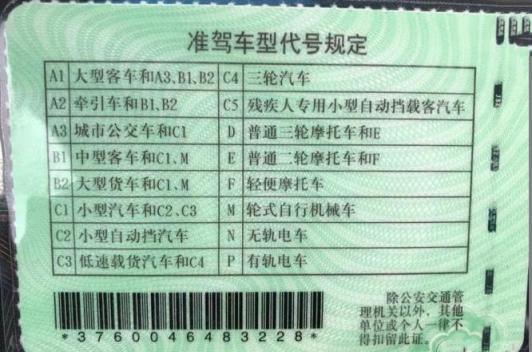 准驾车型代号规定
A1 大型客车和A3、B1、B2 C4 三轮汽车
A2 牵引车和B1、B2 C5 残疾人专用小型自动挡载客汽车
A3 城市公交车和C1 D 普通三轮摩托车和E
B1 中型客车和C1、M E 普通二轮摩托车和F
B2 大型货车和C1、M F 轻便摩托车
C1 小型汽车和C2、C3 M 轮式自行机械车
C2 小型自动挡汽车 N 无轨电车
C3 低速载货汽车和C4 P 有轨电车
*3760046483228*
除公安交通管
理机关以外，其他
单位或个人一律不
得扣留此证。